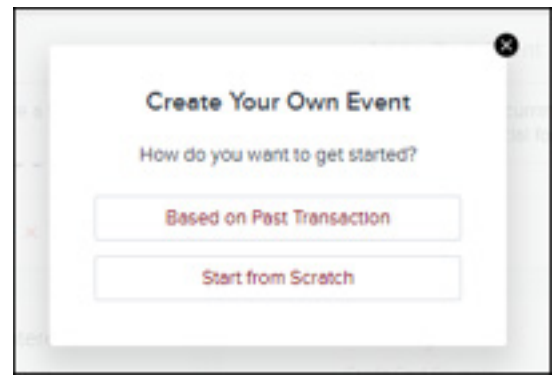 Create Your Own Event
How do you want to get started?
Based on Past Transaction
Start from Scratch